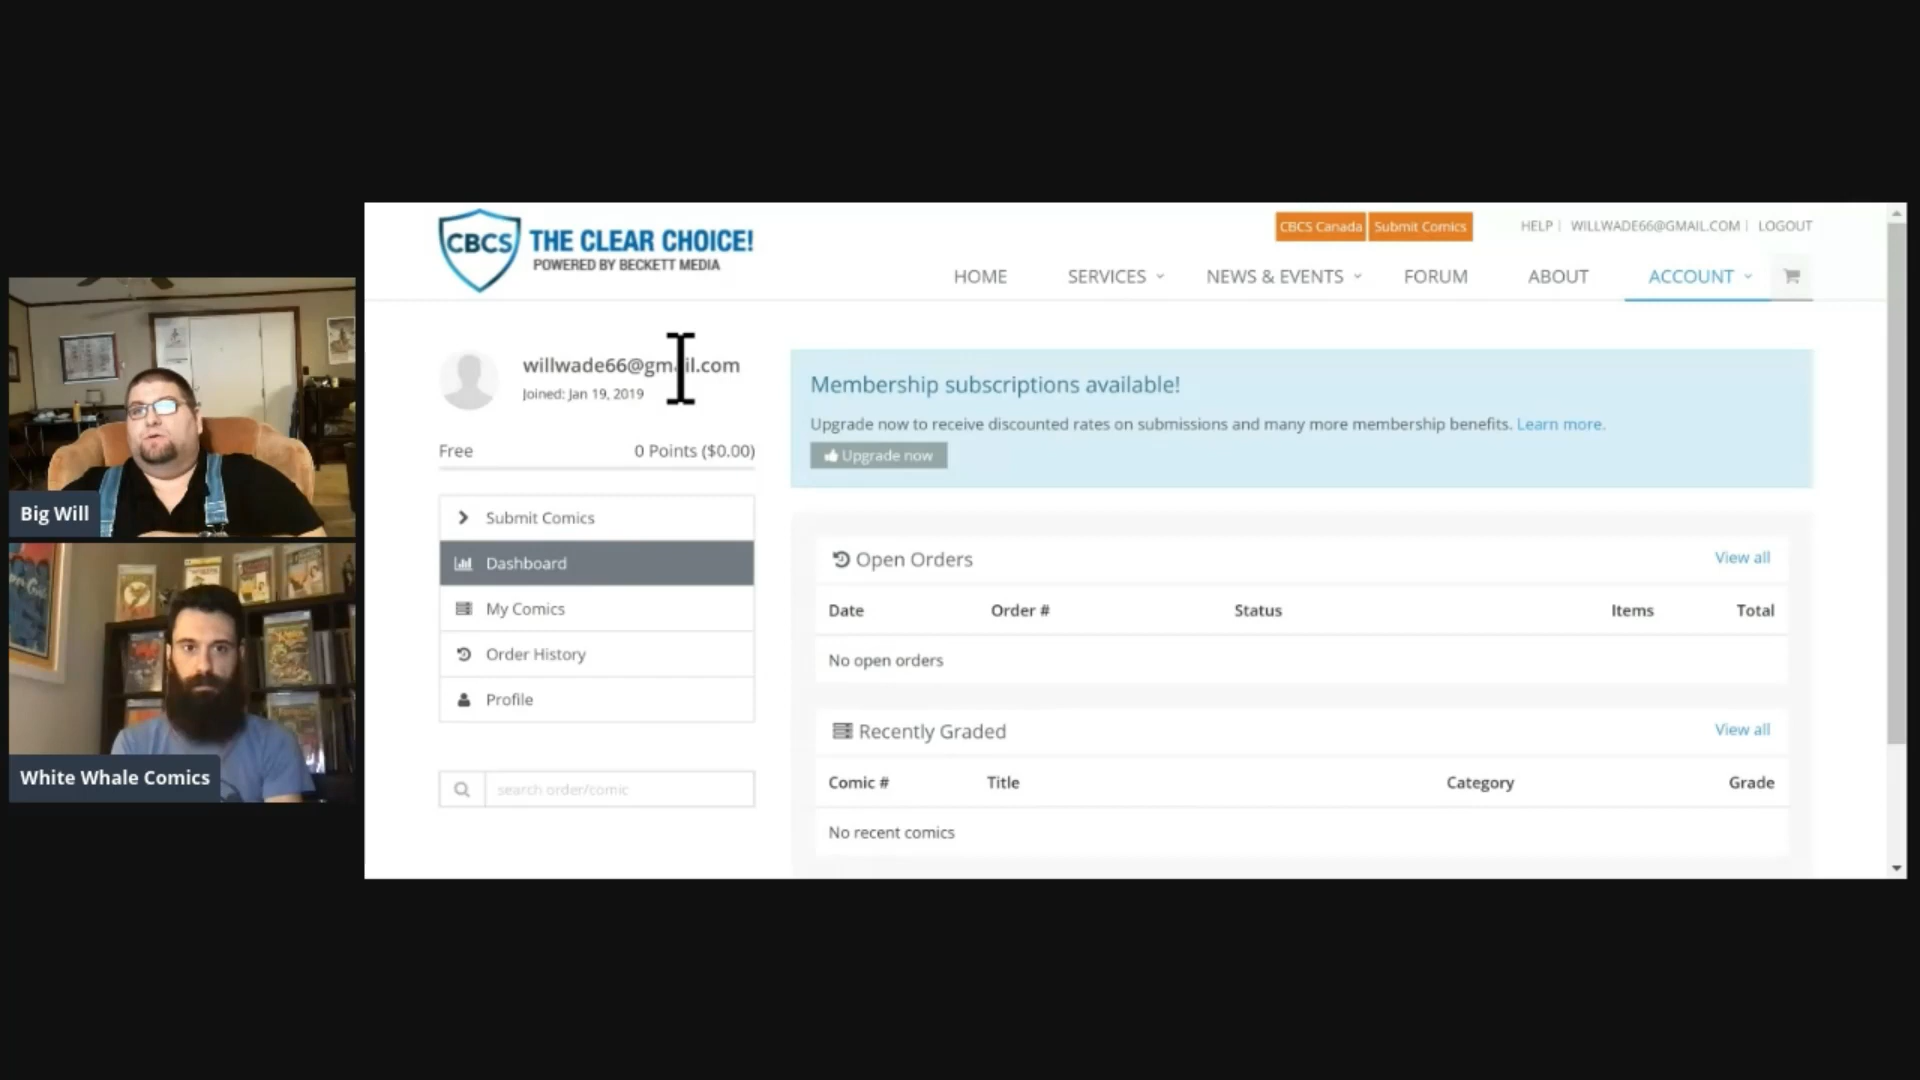 CBCS
THE CLEAR CHOICE!
POWERED BY BECKETT MEDIA
CBCS Canada
Submit Comics
HELP | WILLWADE66@GMAIL.COM | LOGOUT
HOME
SERVICES
NEWS & EVENTS
FORUM
ABOUT
ACCOUNT
willwade66@gmail.com
Joined: Jan 19, 2019
Free
0 Points ($0.00)
Submit Comics
Dashboard
My Comics
Order History
Profile
search order/comic
Membership subscriptions available!
Upgrade now to receive discounted rates on submissions and many more membership benefits. Learn more.
Upgrade now
Open Orders
View all
Date Order # Status Items Total
No open orders
Recently Graded
View all
Comic # Title Category Grade
No recent comics
Big Will
White Whale Comics